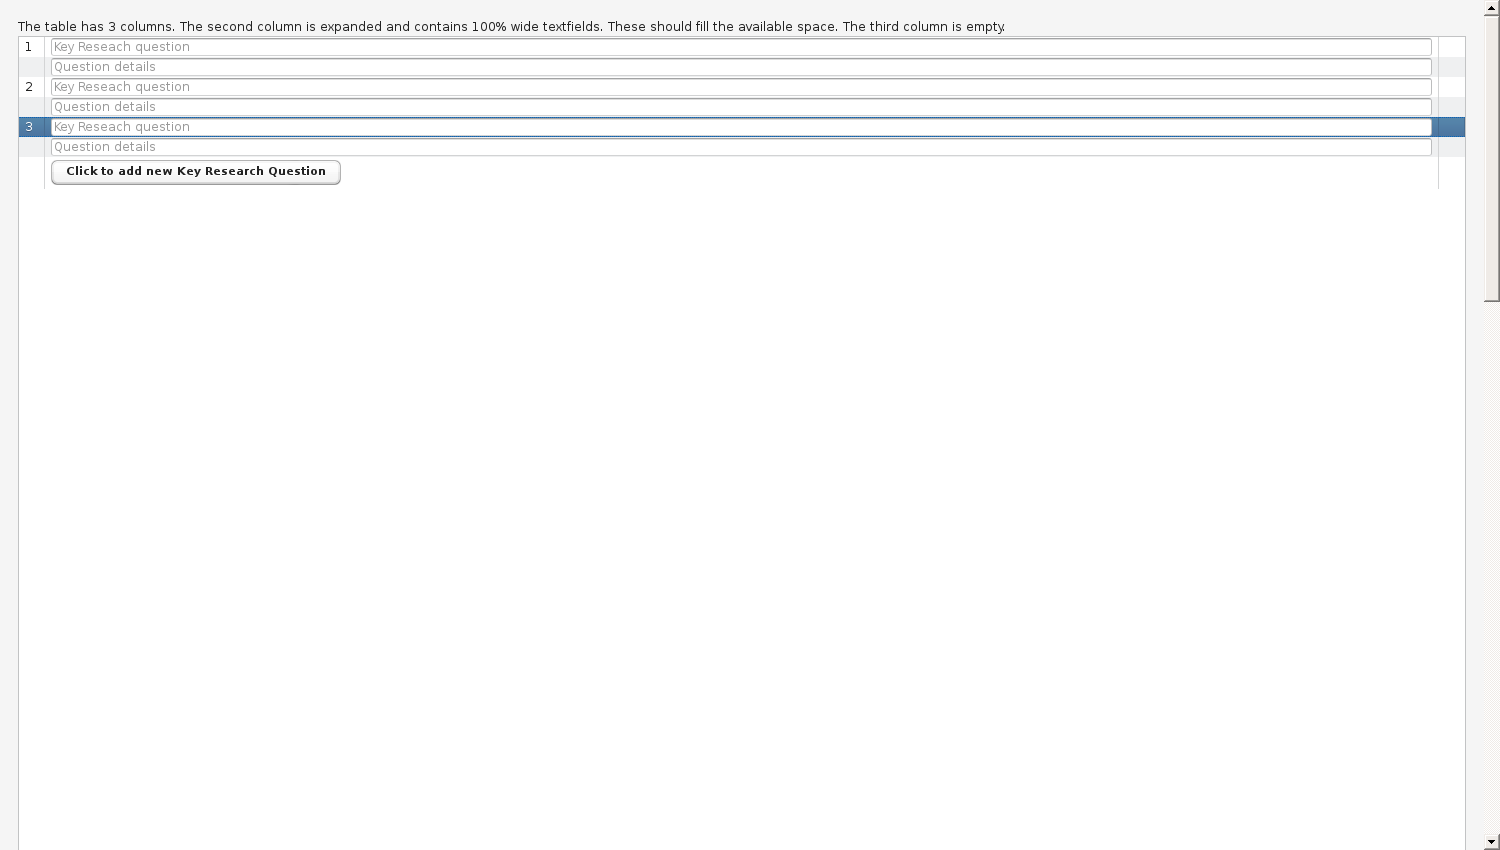 The table has 3 columns. The second column is expanded and contains 100% wide textfields. These should fill the available space. The third column is empty.
1 Key Reseach question
Question details
2 Key Reseach question
Question details
3 Key Reseach question
Question details
Click to add new Key Research Question